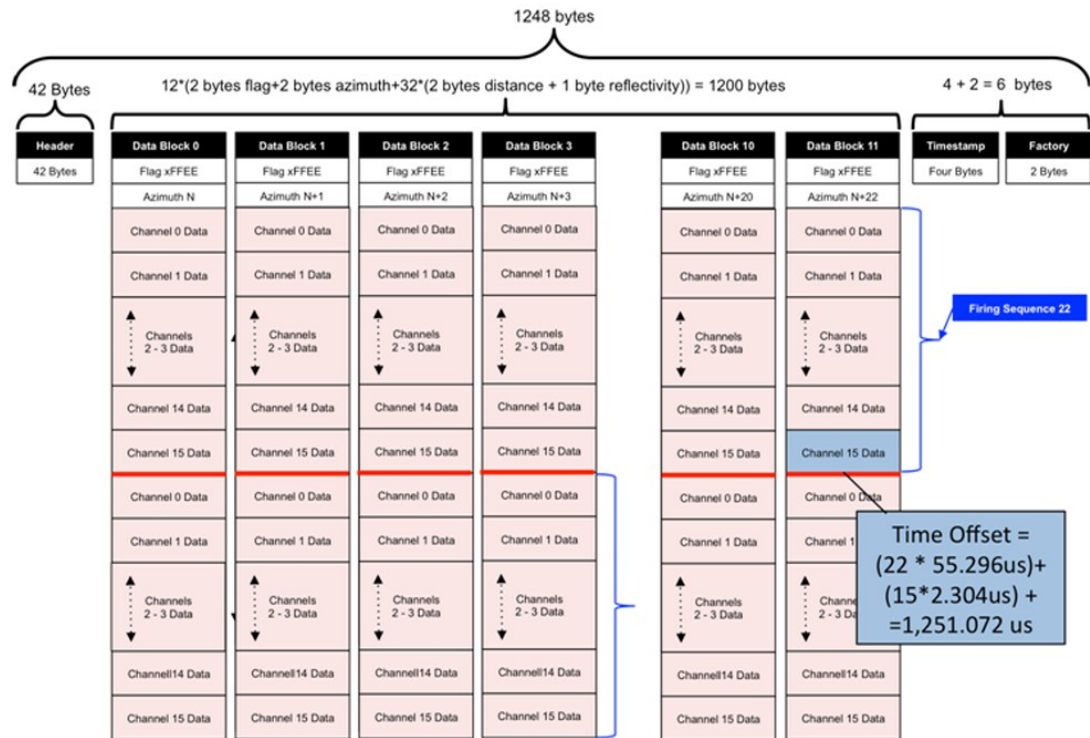 1248 bytes
42 Bytes
12*(2 bytes flag+2 bytes azimuth+32*(2 bytes distance + 1 byte reflectivity)) = 1200 bytes
4 + 2 = 6 bytes
Header
42 Bytes
Data Block 0
Flag xFFEE
Azimuth N
Channel 0 Data
Channel 1 Data
Channels
2 - 3 Data
Channel 14 Data
Channel 15 Data
Channel 0 Data
Channel 1 Data
Channels
2 - 3 Data
Channell14 Data
Channel 15 Data
Data Block 1
Flag xFFEE
Azimuth N+1
Channel 0 Data
Channel 1 Data
Channels
2 - 3 Data
Channel 14 Data
Channel 15 Data
Channel 0 Data
Channel 1 Data
Channels
2 - 3 Data
Channell14 Data
Channel 15 Data
Data Block 2
Flag xFFEE
Azimuth N+2
Channel 0 Data
Channel 1 Data
Channels
2 - 3 Data
Channel 14 Data
Channel 15 Data
Channel 0 Data
Channel 1 Data
Channels
2 - 3 Data
Channell14 Data
Channel 15 Data
Data Block 3
Flag xFFEE
Azimuth N+3
Channel 0 Data
Channel 1 Data
Channels
2 - 3 Data
Channel 14 Data
Channel 15 Data
Channel 0 Data
Channel 1 Data
Channels
2 - 3 Data
Channell14 Data
Channel 15 Data
Data Block 10
Flag xFFEE
Azimuth N+20
Channel 0 Data
Channel 1 Data
Channels
2 - 3 Data
Channel 14 Data
Channel 15 Data
Channel 0 Data
Channel 1 Data
Channels
2 - 3 Data
Channell14 Data
Channel 15 Data
Data Block 11
Flag xFFEE
Azimuth N+22
Channel 0 Data
Channel 1 Data
Channels
2 - 3 Data
Channel 14 Data
Channel 15 Data
Channel 0 Data
Channel 1
Channels
2 - 3 Data
Channell14 Data
Channel 15 Data
Timestamp
Four Bytes
Factory
2 Bytes
Firing Sequence 22
Time Offset =
(22 * 55.296us)+
(15*2.304us) +
=1,251.072 us